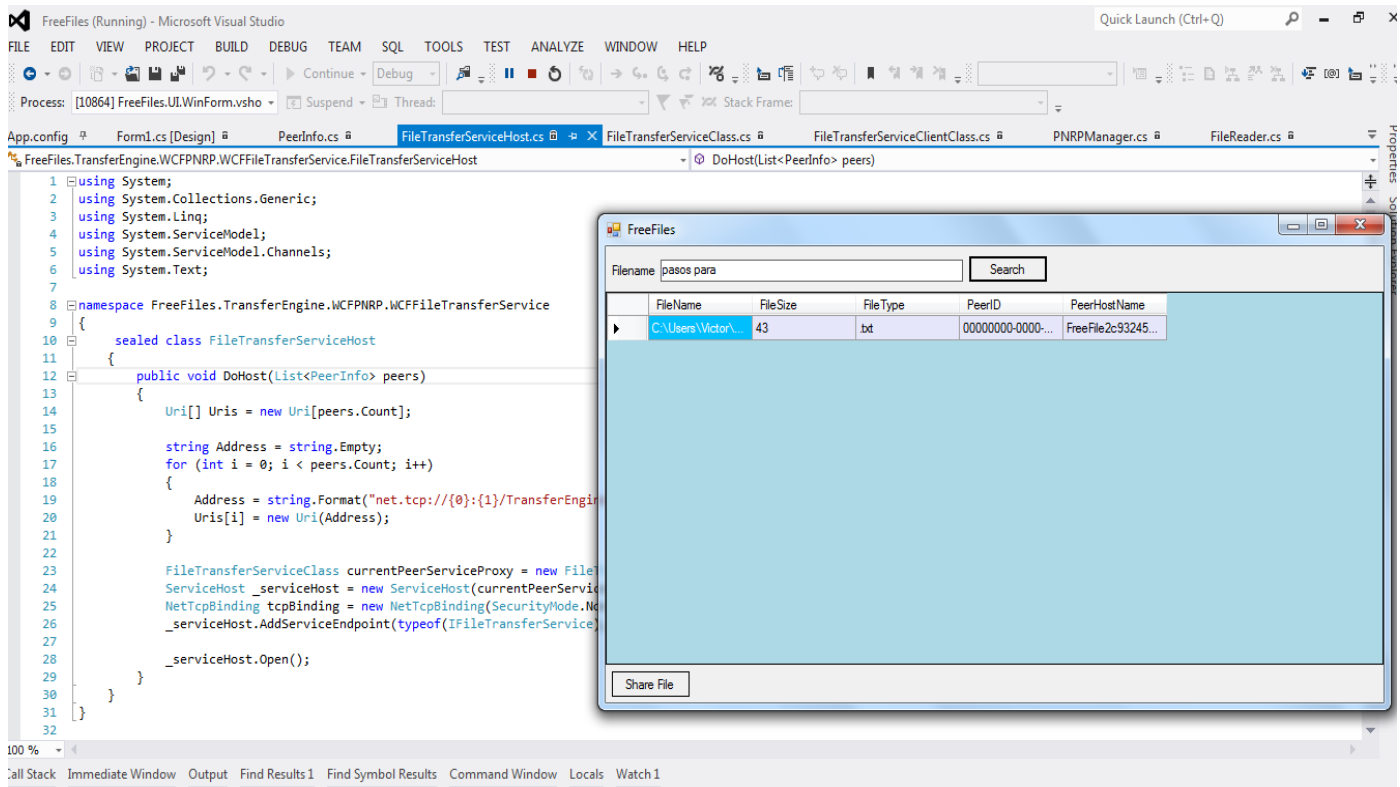 FreeFiles (Running) - Microsoft Visual Studio
Quick Launch (Ctrl+Q)
FILE EDIT VIEW PROJECT BUILD DEBUG TEAM SQL TOOLS TEST ANALYZE WINDOW HELP
Continue Debug
Process: [10864] FreeFiles.UI.WinForm.vsho Suspend Thread: Stack Frame:
App.config Form1.cs [Design] PeerInfo.cs FileTransferServiceHost.cs FileTransferServiceClass.cs FileTransferServiceClientClass.cs PNRPManager.cs FileReader.cs
FreeFiles.TransferEngine.WCFPNRP.WCFFileTransferService.FileTransferServiceHost DoHost(List<PeerInfo> peers)
Properties
Solution Explorer
1 using System;
2 using System.Collections.Generic;
3 using System.Linq;
4 using System.ServiceModel;
5 using System.ServiceModel.Channels;
6 using System.Text;
7
8 namespace FreeFiles.TransferEngine.WCFPNRP.WCFFileTransferService
9 {
10 sealed class FileTransferServiceHost
11 {
12 public void DoHost(List<PeerInfo> peers)
13 {
14 Uri[] Uris = new Uri[peers.Count];
15
16 string Address = string.Empty;
17 for (int i = 0; i < peers.Count; i++)
18 {
19 Address = string.Format("net.tcp://{0}:{1}/TransferEngin
20 Uris[i] = new Uri(Address);
21 }
22
23 FileTransferServiceClass currentPeerServiceProxy = new FileT
24 ServiceHost _serviceHost = new ServiceHost(currentPeerServic
25 NetTcpBinding tcpBinding = new NetTcpBinding(SecurityMode.No
26 _serviceHost.AddServiceEndpoint(typeof(IFileTransferService)
27
28 _serviceHost.Open();
29 }
30 }
31 }
32
FreeFiles
Filename pasos para Search
FileName FileSize FileType PeerID PeerHostName
C:\Users\Victor\... 43 .txt 00000000-0000-... FreeFile2c93245...
Share File
100 %
Call Stack Immediate Window Output Find Results 1 Find Symbol Results Command Window Locals Watch 1